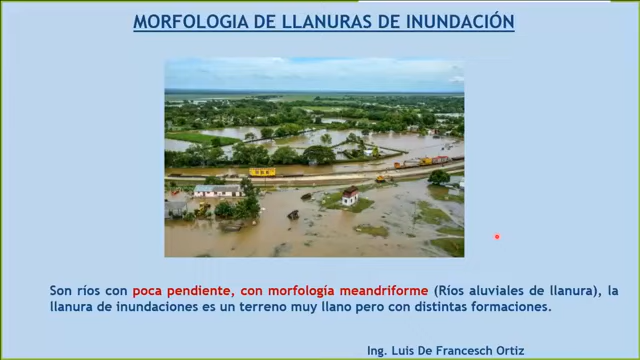 MORFOLOGIA DE LLANURAS DE INUNDACIÓN
Son ríos con poca pendiente, con morfología meandriforme (Ríos aluviales de llanura), la
llanura de inundaciones es un terreno muy llano pero con distintas formaciones.
Ing. Luis De Francesch Ortiz